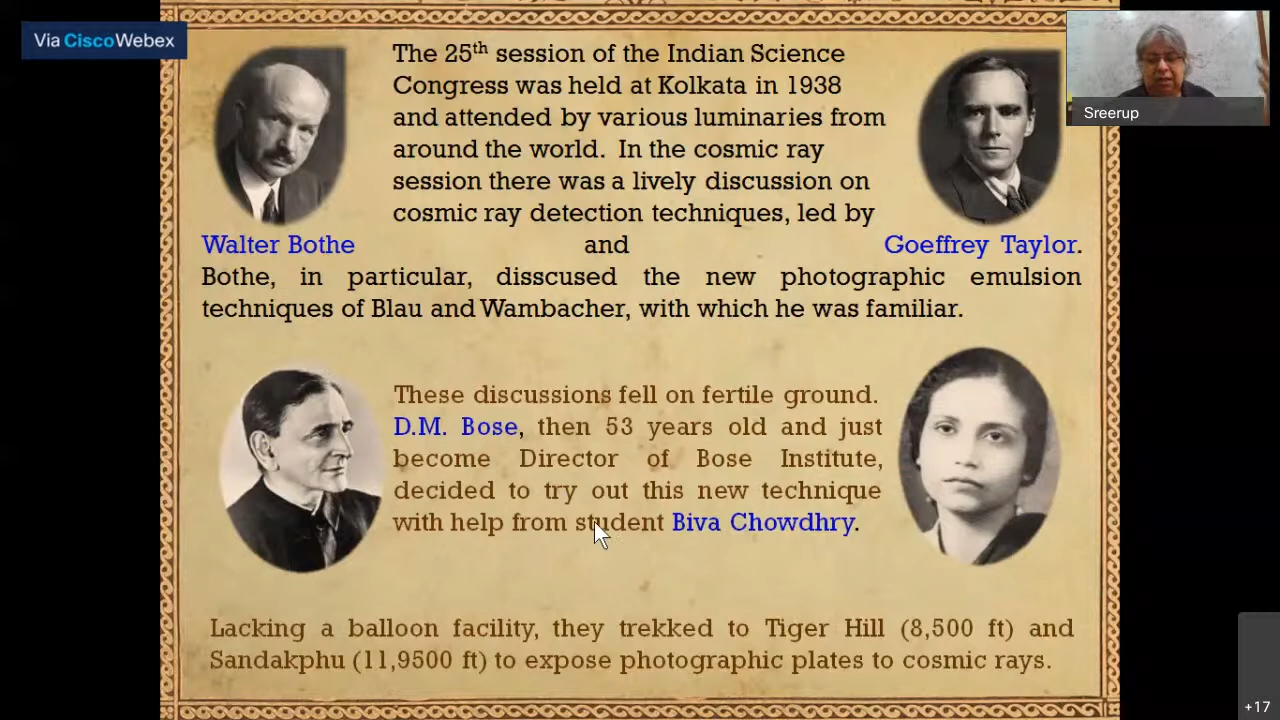 Via Cisco Webex
The 25th session of the Indian Science
Congress was held at Kolkata in 1938
and attended by various luminaries from
around the world. In the cosmic ray
session there was a lively discussion on
cosmic ray detection techniques, led by
Walter Bothe and Goeffrey Taylor.
Bothe, in particular, disscused the new photographic emulsion
techniques of Blau and Wambacher, with which he was familiar.
Sreerup
These discussions fell on fertile ground.
D.M. Bose, then 53 years old and just
become Director of Bose Institute,
decided to try out this new technique
with help from student Biva Chowdhry.
Lacking a balloon facility, they trekked to Tiger Hill (8,500 ft) and
Sandakphu (11,9500 ft) to expose photographic plates to cosmic rays.
+17